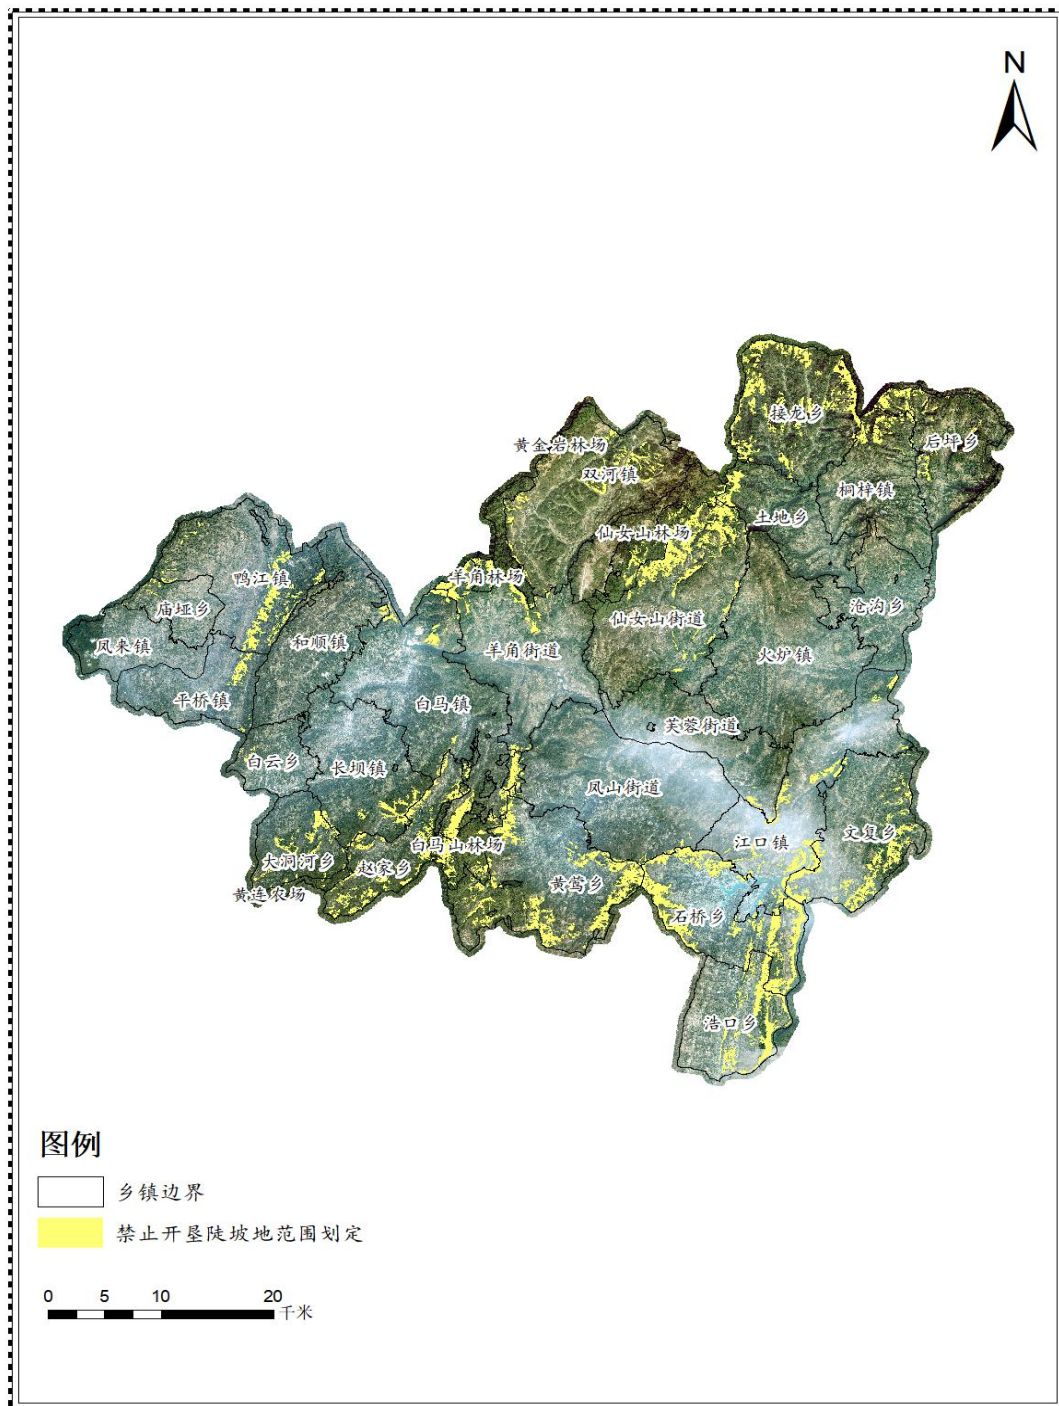 N
接龙乡
后坪乡
黄金岩林场
双河镇
桐梓镇
土地乡
仙女山林场
鸭江镇
羊角林场
庙垭乡
沧沟乡
仙女山街道
凤来镇
和顺镇
羊角街道
火炉镇
平桥镇
白马镇
芙蓉街道
白云乡
长坝镇
凤山街道
江口镇
文复乡
白马山林场
大洞河乡
赵家乡
黄莺乡
黄连农场
石桥乡
浩口乡
图例
乡镇边界
禁止开垦陡坡地范围划定
0 5 10 20
千米